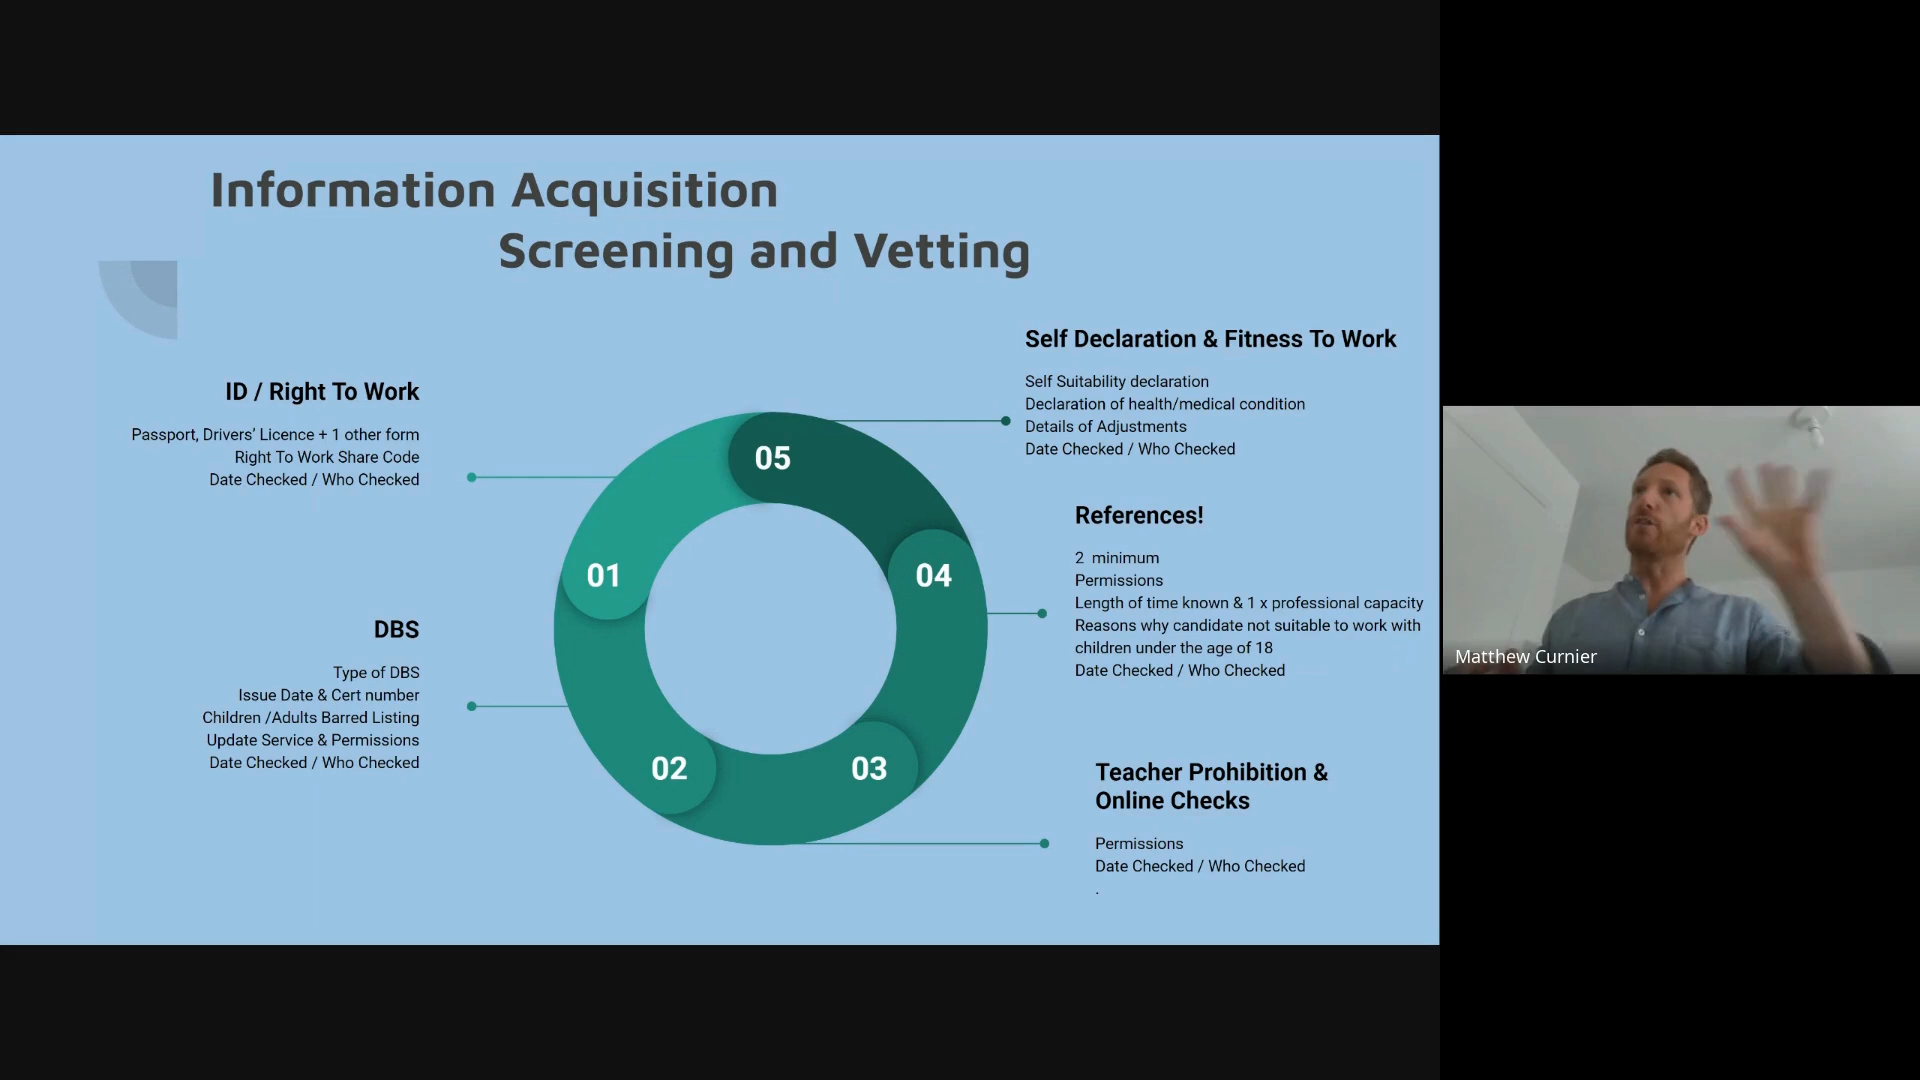 Information Acquisition
Screening and Vetting
ID / Right To Work
Passport, Drivers’ Licence + 1 other form
Right To Work Share Code
Date Checked / Who Checked
DBS
Type of DBS
Issue Date & Cert number
Children /Adults Barred Listing
Update Service & Permissions
Date Checked / Who Checked
05
01
04
02
03
Self Declaration & Fitness To Work
Self Suitability declaration
Declaration of health/medical condition
Details of Adjustments
Date Checked / Who Checked
References!
2  minimum
Permissions
Length of time known & 1 x professional capacity
Reasons why candidate not suitable to work with
children under the age of 18
Date Checked / Who Checked
Teacher Prohibition &
Online Checks
Permissions
Date Checked / Who Checked
.
Matthew Curnier